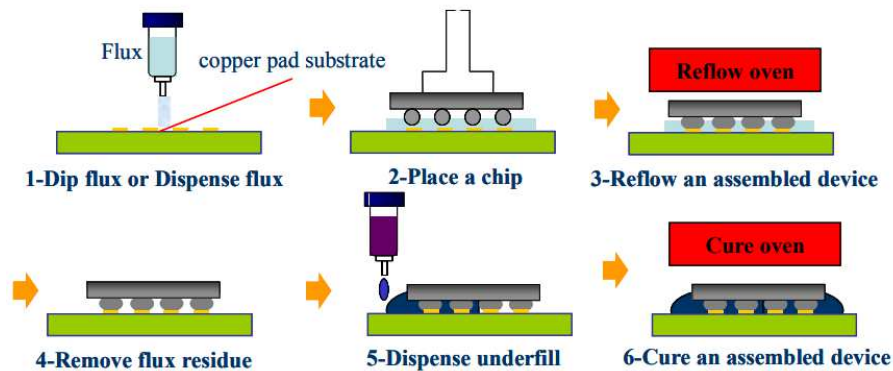 Flux
copper pad substrate
1-Dip flux or Dispense flux
2-Place a chip
Reflow oven
3-Reflow an assembled device
4-Remove flux residue
5-Dispense underfill
Cure oven
6-Cure an assembled device